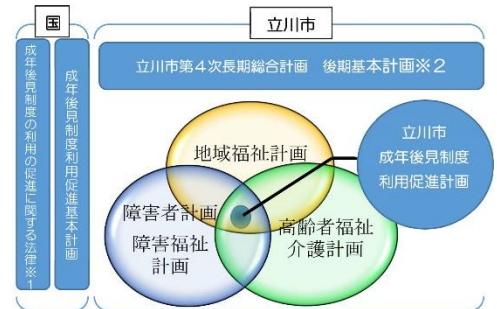 国
成年後見制度の利用の促進に関する法律※1
成年後見制度利用促進基本計画
立川市
立川市第4次長期総合計画　後期基本計画※2
地域福祉計画
障害者計画
障害福祉
計画
高齢者福祉
介護計画
立川市
成年後見制度
利用促進計画